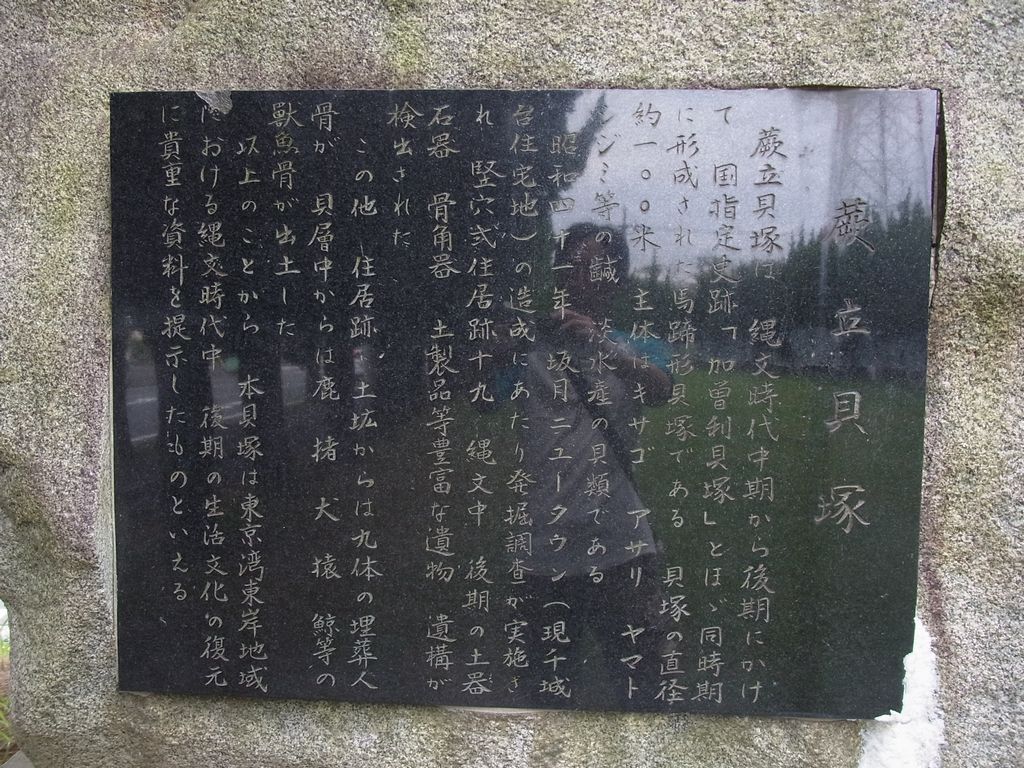 蕨立貝塚
蕨立貝塚は 縄文時代中期から後期にかけ
て 国指定史跡「加曽利貝塚」とほゞ同時期
に形成された馬蹄形貝塚である 貝塚の直径
約一〇〇米 主体はキサゴ アサリ ヤマト
シジミ等の鹹 淡水産の貝類である
昭和四十一年 坂月ニュータウン(現千城
台住宅地)の造成にあたり発掘調査が実施さ
れ 竪穴式住居跡十九 縄文中 後期の土器
石器 骨角器 土製品等豊富な遺物 遺構が
検出された
この他 住居跡 土坑からは九体の埋葬人
骨が 貝層中からは鹿 猪 犬 猿 鯨等の
獣魚骨が出土した
以上のことから 本貝塚は東京湾東岸地域
における縄文時代中 後期の生活文化の復元
に貴重な資料を提示したものといえる